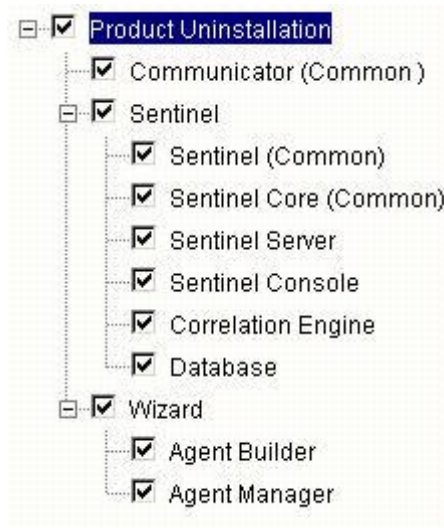 Product Uninstallation
Communicator (Common )
Sentinel
Sentinel (Common)
Sentinel Core (Common)
Sentinel Server
Sentinel Console
Correlation Engine
Database
Wizard
Agent Builder
Agent Manager